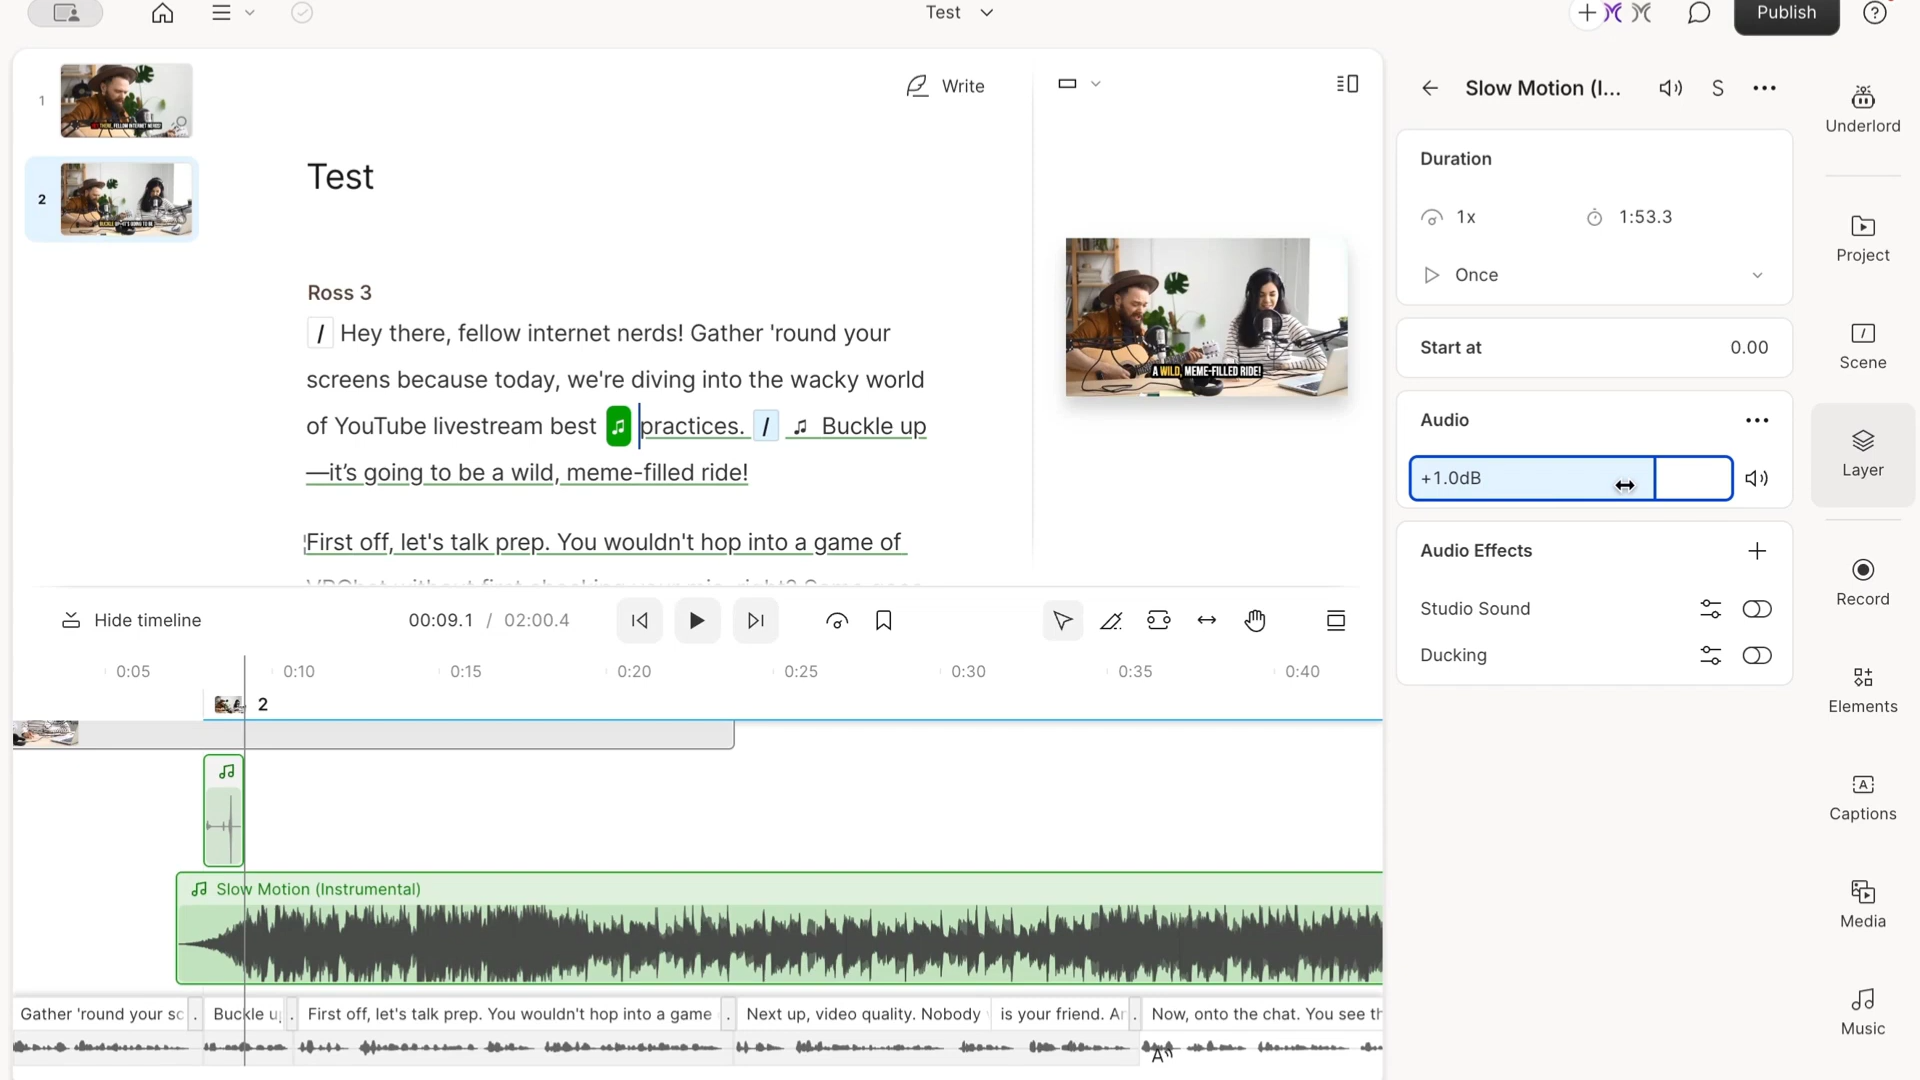 Test
Publish
1
2
Write
Test
Ross 3
/ Hey there, fellow internet nerds! Gather 'round your
screens because today, we're diving into the wacky world
of YouTube livestream best practices. / Buckle up
—it's going to be a wild, meme-filled ride!
First off, let's talk prep. You wouldn't hop into a game of
A WILD, MEME-FILLED RIDE!
Slow Motion (I...
S
Duration
1x
1:53.3
Once
Start at
0.00
Audio
+1.0dB
Audio Effects
Studio Sound
Ducking
Underlord
Project
Scene
Layer
Record
Elements
Captions
Media
Music
Hide timeline
00:09.1 / 02:00.4
0:05
0:10
0:15
0:20
0:25
0:30
0:35
0:40
2
Slow Motion (Instrumental)
Gather 'round your sc
.
Buckle u
.
First off, let's talk prep. You wouldn't hop into a game
.
Next up, video quality. Nobody
is your friend. Ar
.
Now, onto the chat. You see th